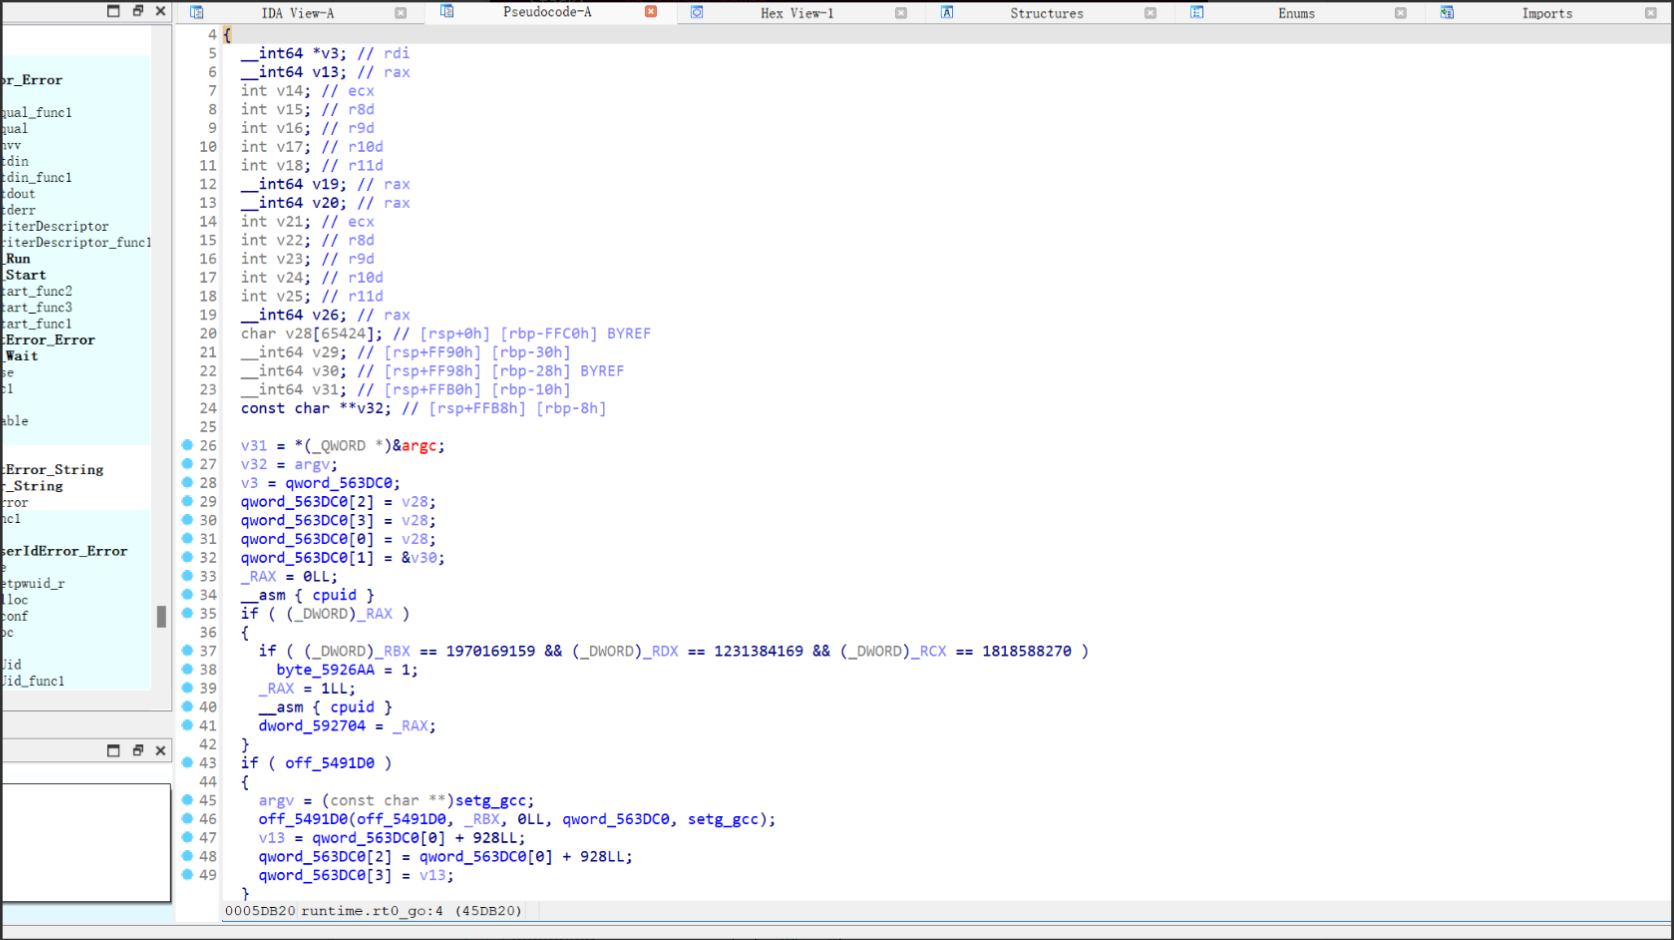 IDA View-A
Pseudocode-A
Hex View-1
Structures
Enums
Imports
or_Error
qual_func1
qual
nvv
tdin
tdin_func1
tdout
tderr
riterDescriptor
riterDescriptor_func1
_Run
_Start
tart_func2
tart_func3
tart_func1
tError_Error
_Wait
se
c1
able
tError_String
r_String
rror
nc1
serIdError_Error
e
etpwuid_r
lloc
conf
oc
Uid
Uid_func1
4 {
5 __int64 *v3; // rdi
6 __int64 v13; // rax
7 int v14; // ecx
8 int v15; // r8d
9 int v16; // r9d
10 int v17; // r10d
11 int v18; // r11d
12 __int64 v19; // rax
13 __int64 v20; // rax
14 int v21; // ecx
15 int v22; // r8d
16 int v23; // r9d
17 int v24; // r10d
18 int v25; // r11d
19 __int64 v26; // rax
20 char v28[65424]; // [rsp+0h] [rbp-FFC0h] BYREF
21 __int64 v29; // [rsp+FF90h] [rbp-30h]
22 __int64 v30; // [rsp+FF98h] [rbp-28h] BYREF
23 __int64 v31; // [rsp+FFB0h] [rbp-10h]
24 const char **v32; // [rsp+FFB8h] [rbp-8h]
25
26 v31 = *(_QWORD *)&argc;
27 v32 = argv;
28 v3 = qword_563DC0;
29 qword_563DC0[2] = v28;
30 qword_563DC0[3] = v28;
31 qword_563DC0[0] = v28;
32 qword_563DC0[1] = &v30;
33 _RAX = 0LL;
34 __asm { cpuid }
35 if ( (_DWORD)_RAX )
36 {
37 if ( (_DWORD)_RBX == 1970169159 && (_DWORD)_RDX == 1231384169 && (_DWORD)_RCX == 1818588270 )
38 byte_5926AA = 1;
39 _RAX = 1LL;
40 __asm { cpuid }
41 dword_592704 = _RAX;
42 }
43 if ( off_5491D0 )
44 {
45 argv = (const char **)setg_gcc;
46 off_5491D0(off_5491D0, _RBX, 0LL, qword_563DC0, setg_gcc);
47 v13 = qword_563DC0[0] + 928LL;
48 qword_563DC0[2] = qword_563DC0[0] + 928LL;
49 qword_563DC0[3] = v13;
}
0005DB20 runtime.rt0_go:4 (45DB20)